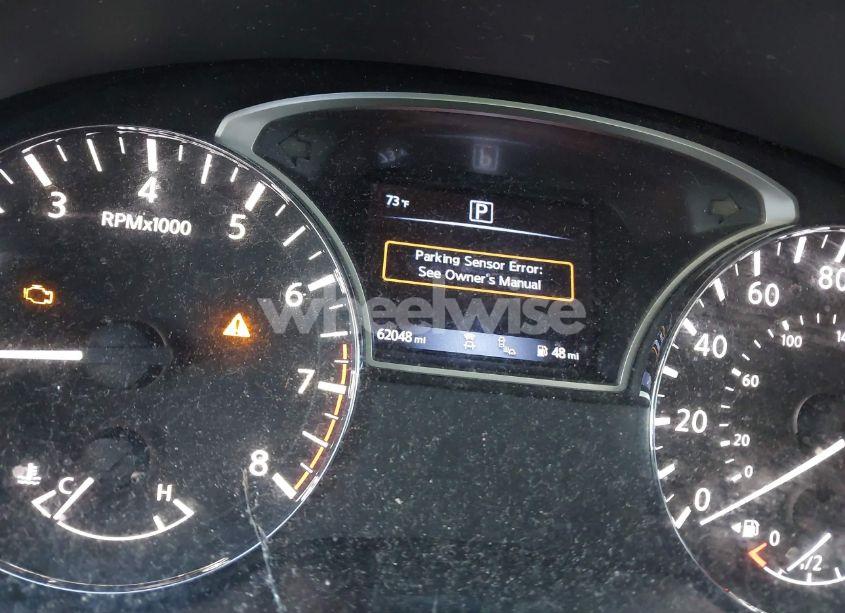 3
4
5
RPMx1000
6
7
8
C
H
73 °F
P
Parking Sensor Error:
See Owner's Manual
wheelwise
62048 mi
48 mi
80
60
40
20
0
100
60
20
0
0
1/2